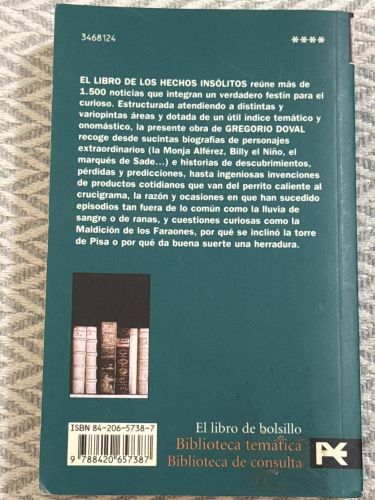 3468124
****
EL LIBRO DE LOS HECHOS INSÓLITOS reúne más de
1.500 noticias que integran un verdadero festín para el
curioso. Estructurada atendiendo a distintas y
variopintas áreas y dotada de un útil índice temático y
onomástico, la presente obra de GREGORIO DOVAL
recoge desde sucintas biografías de personajes
extraordinarios (la Monja Alférez, Billy el Niño, el
marqués de Sade...) e historias de descubrimientos,
pérdidas y predicciones, hasta ingeniosas invenciones
de productos cotidianos que van del perrito caliente al
crucigrama, la razón y ocasiones en que han sucedido
episodios tan fuera de lo común como la lluvia de
sangre o de ranas, y cuestiones curiosas como la
Maldición de los Faraones, por qué se inclinó la torre
de Pisa o por qué da buena suerte una herradura.
ISBN 84-206-5738-7
9 788420 657387
El libro de bolsillo
Biblioteca temática
Biblioteca de consulta